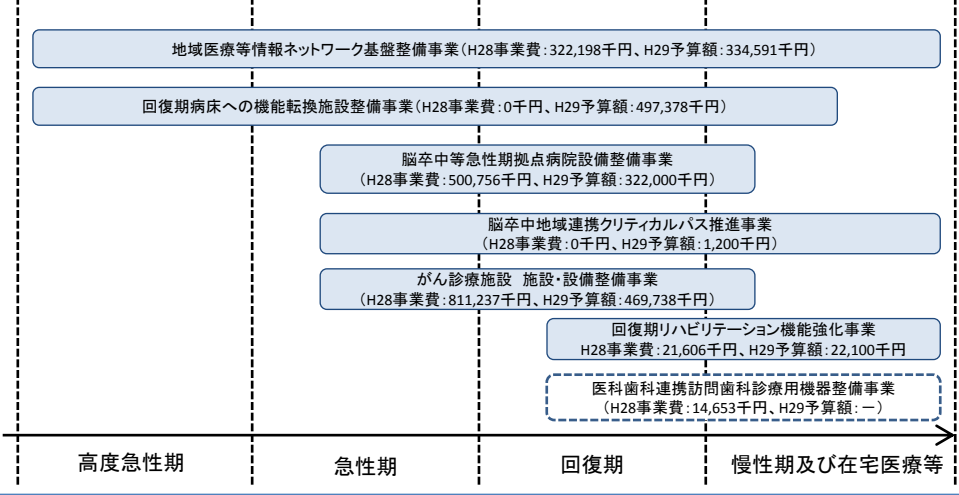 地域医療等情報ネットワーク基盤整備事業(H28事業費:322,198千円、H29予算額:334,591千円)
回復期病床への機能転換施設整備事業(H28事業費:0千円、H29予算額:497,378千円)
脳卒中等急性期拠点病院設備整備事業
(H28事業費:500,756千円、H29予算額:322,000千円)
脳卒中地域連携クリティカルパス推進事業
(H28事業費:0千円、H29予算額:1,200千円)
がん診療施設 施設・設備整備事業
(H28事業費:811,237千円、H29予算額:469,738千円)
回復期リハビリテーション機能強化事業
H28事業費:21,606千円、H29予算額:22,100千円
医科歯科連携訪問歯科診療用機器整備事業
(H28事業費:14,653千円、H29予算額:-)
高度急性期 急性期 回復期 慢性期及び在宅医療等